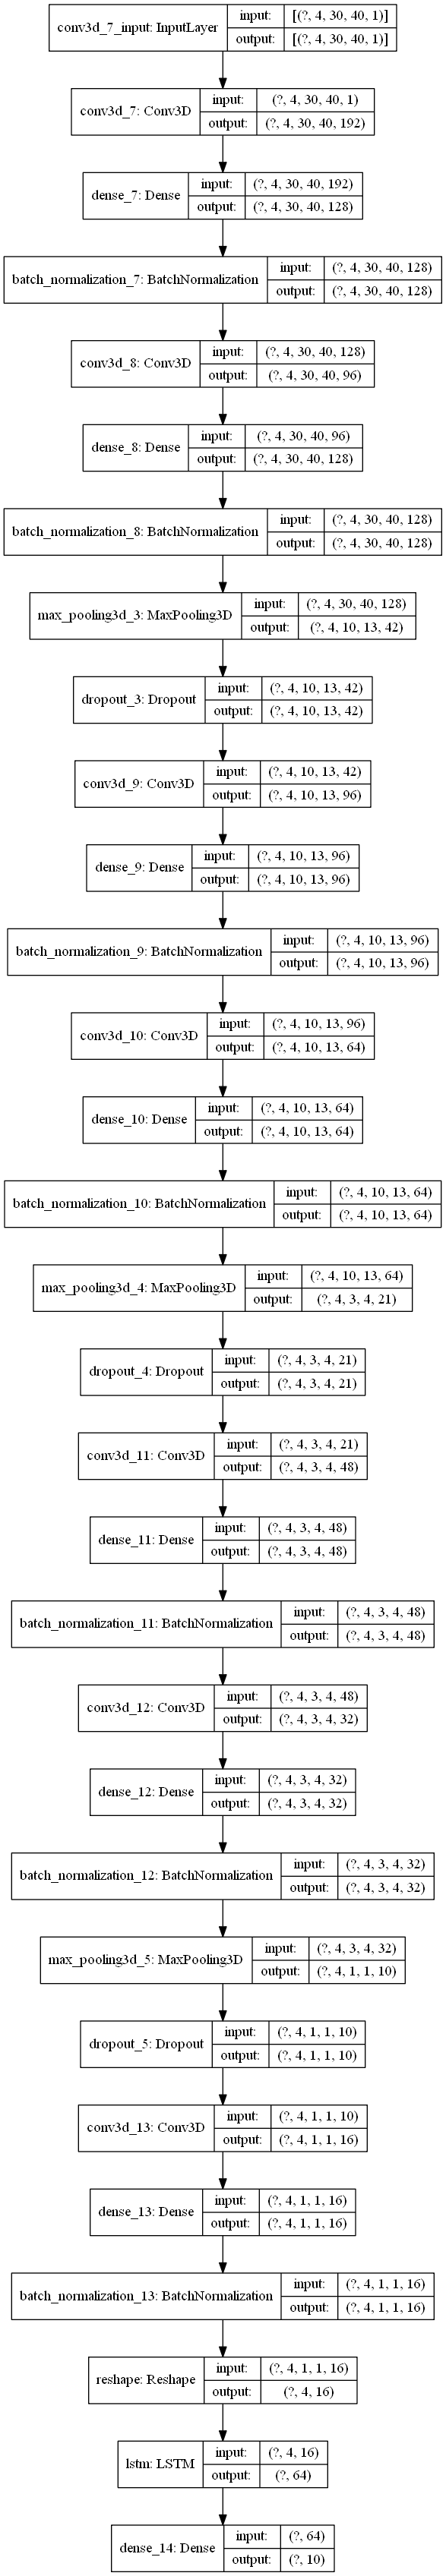 conv3d_7_input: InputLayer
input: [(?, 4, 30, 40, 1)]
output: [(?, 4, 30, 40, 1)]
conv3d_7: Conv3D
input: (?, 4, 30, 40, 1)
output: (?, 4, 30, 40, 192)
dense_7: Dense
input: (?, 4, 30, 40, 192)
output: (?, 4, 30, 40, 128)
batch_normalization_7: BatchNormalization
input: (?, 4, 30, 40, 128)
output: (?, 4, 30, 40, 128)
conv3d_8: Conv3D
input: (?, 4, 30, 40, 128)
output: (?, 4, 30, 40, 96)
dense_8: Dense
input: (?, 4, 30, 40, 96)
output: (?, 4, 30, 40, 128)
batch_normalization_8: BatchNormalization
input: (?, 4, 30, 40, 128)
output: (?, 4, 30, 40, 128)
max_pooling3d_3: MaxPooling3D
input: (?, 4, 30, 40, 128)
output: (?, 4, 10, 13, 42)
dropout_3: Dropout
input: (?, 4, 10, 13, 42)
output: (?, 4, 10, 13, 42)
conv3d_9: Conv3D
input: (?, 4, 10, 13, 42)
output: (?, 4, 10, 13, 96)
dense_9: Dense
input: (?, 4, 10, 13, 96)
output: (?, 4, 10, 13, 96)
batch_normalization_9: BatchNormalization
input: (?, 4, 10, 13, 96)
output: (?, 4, 10, 13, 96)
conv3d_10: Conv3D
input: (?, 4, 10, 13, 96)
output: (?, 4, 10, 13, 64)
dense_10: Dense
input: (?, 4, 10, 13, 64)
output: (?, 4, 10, 13, 64)
batch_normalization_10: BatchNormalization
input: (?, 4, 10, 13, 64)
output: (?, 4, 10, 13, 64)
max_pooling3d_4: MaxPooling3D
input: (?, 4, 10, 13, 64)
output: (?, 4, 3, 4, 21)
dropout_4: Dropout
input: (?, 4, 3, 4, 21)
output: (?, 4, 3, 4, 21)
conv3d_11: Conv3D
input: (?, 4, 3, 4, 21)
output: (?, 4, 3, 4, 48)
dense_11: Dense
input: (?, 4, 3, 4, 48)
output: (?, 4, 3, 4, 48)
batch_normalization_11: BatchNormalization
input: (?, 4, 3, 4, 48)
output: (?, 4, 3, 4, 48)
conv3d_12: Conv3D
input: (?, 4, 3, 4, 48)
output: (?, 4, 3, 4, 32)
dense_12: Dense
input: (?, 4, 3, 4, 32)
output: (?, 4, 3, 4, 32)
batch_normalization_12: BatchNormalization
input: (?, 4, 3, 4, 32)
output: (?, 4, 3, 4, 32)
max_pooling3d_5: MaxPooling3D
input: (?, 4, 3, 4, 32)
output: (?, 4, 1, 1, 10)
dropout_5: Dropout
input: (?, 4, 1, 1, 10)
output: (?, 4, 1, 1, 10)
conv3d_13: Conv3D
input: (?, 4, 1, 1, 10)
output: (?, 4, 1, 1, 16)
dense_13: Dense
input: (?, 4, 1, 1, 16)
output: (?, 4, 1, 1, 16)
batch_normalization_13: BatchNormalization
input: (?, 4, 1, 1, 16)
output: (?, 4, 1, 1, 16)
reshape: Reshape
input: (?, 4, 1, 1, 16)
output: (?, 4, 16)
lstm: LSTM
input: (?, 4, 16)
output: (?, 64)
dense_14: Dense
input: (?, 64)
output: (?, 10)